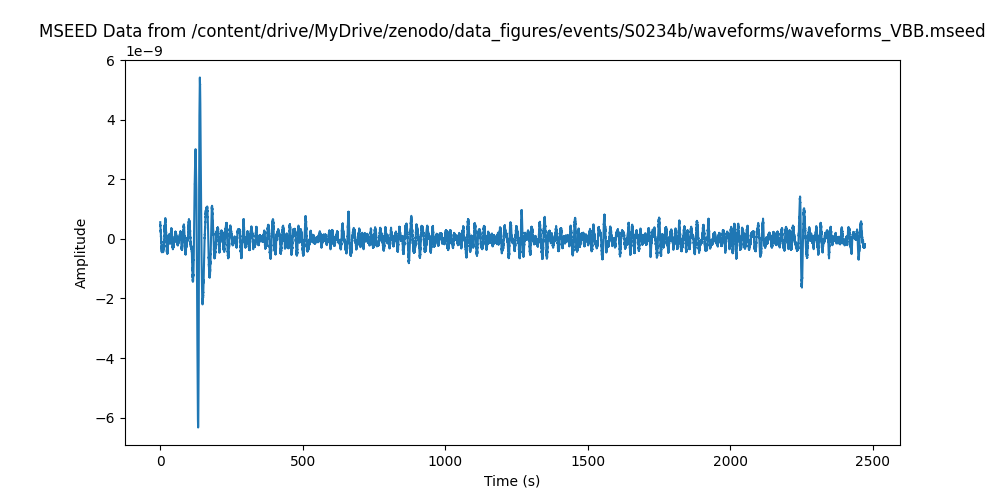 MSEED Data from /content/drive/MyDrive/zenodo/data_figures/events/S0234b/waveforms/waveforms_VBB.mseed
1e−9
6
4
2
0
−2
−4
−6
Amplitude
0 500 1000 1500 2000 2500
Time (s)